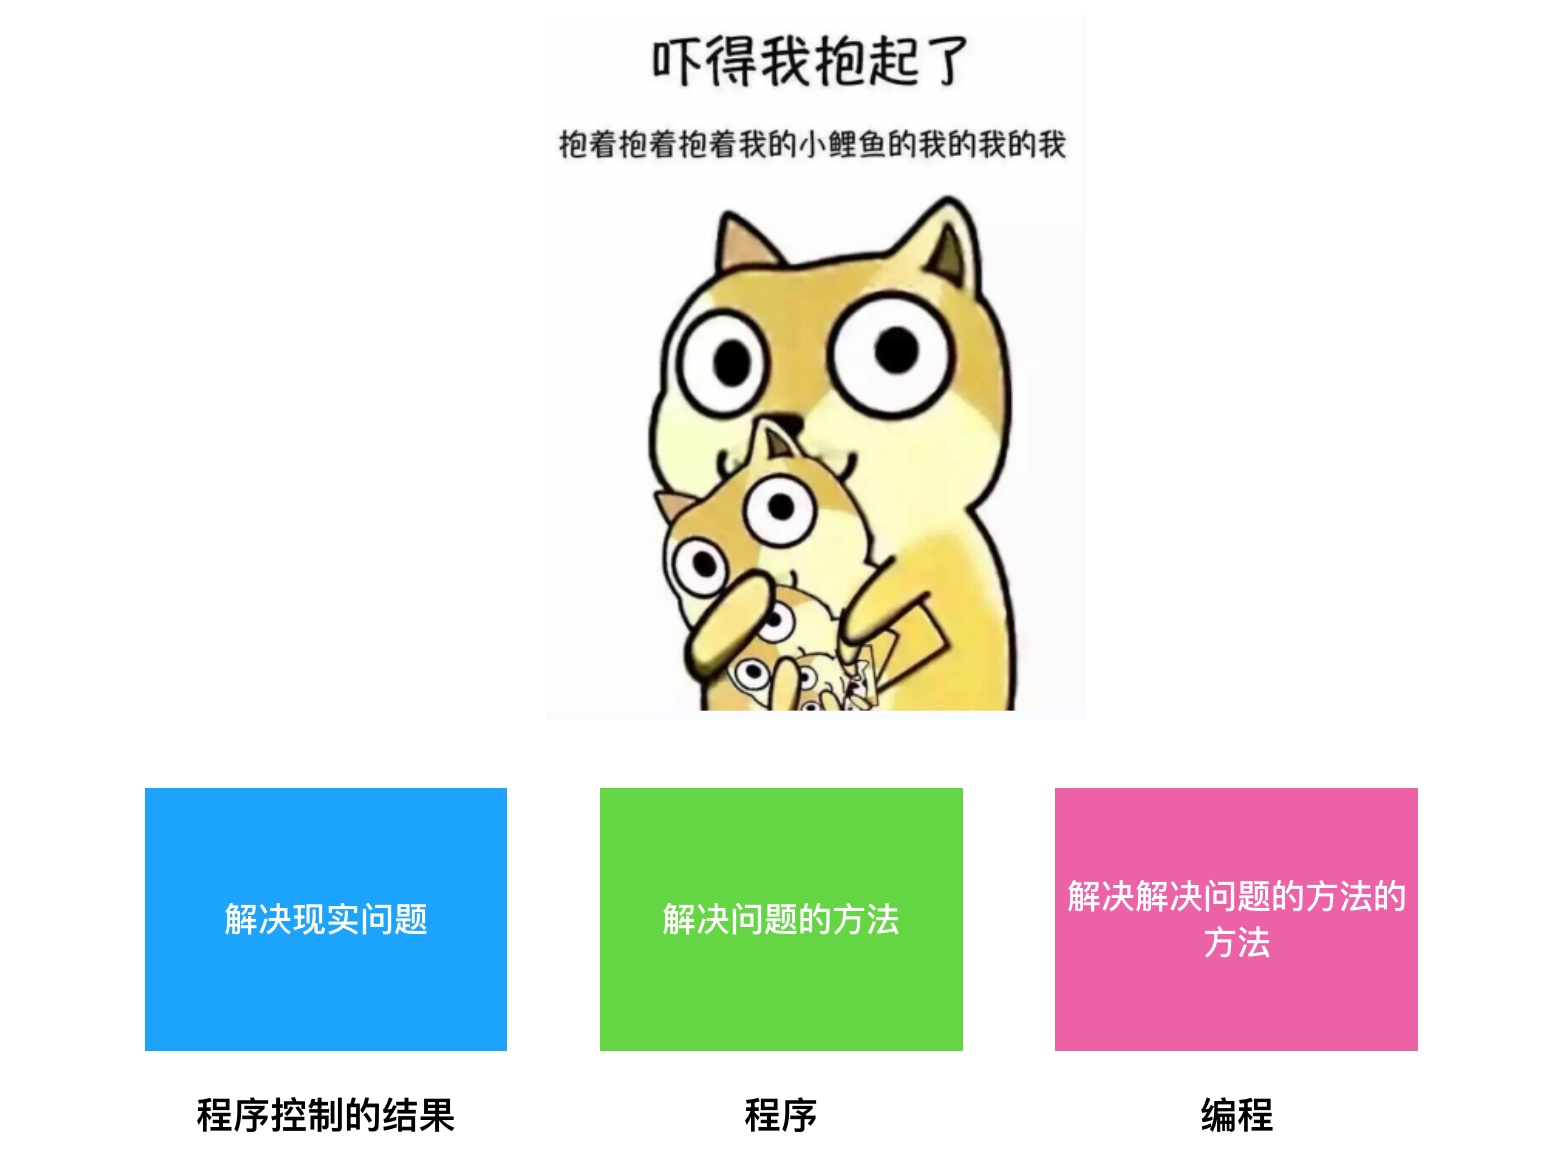 吓得我抱起了
抱着抱着抱着我的小鲤鱼的我的我的我
解决现实问题
解决问题的方法
解决解决问题的方法的
方法
程序控制的结果
程序
编程